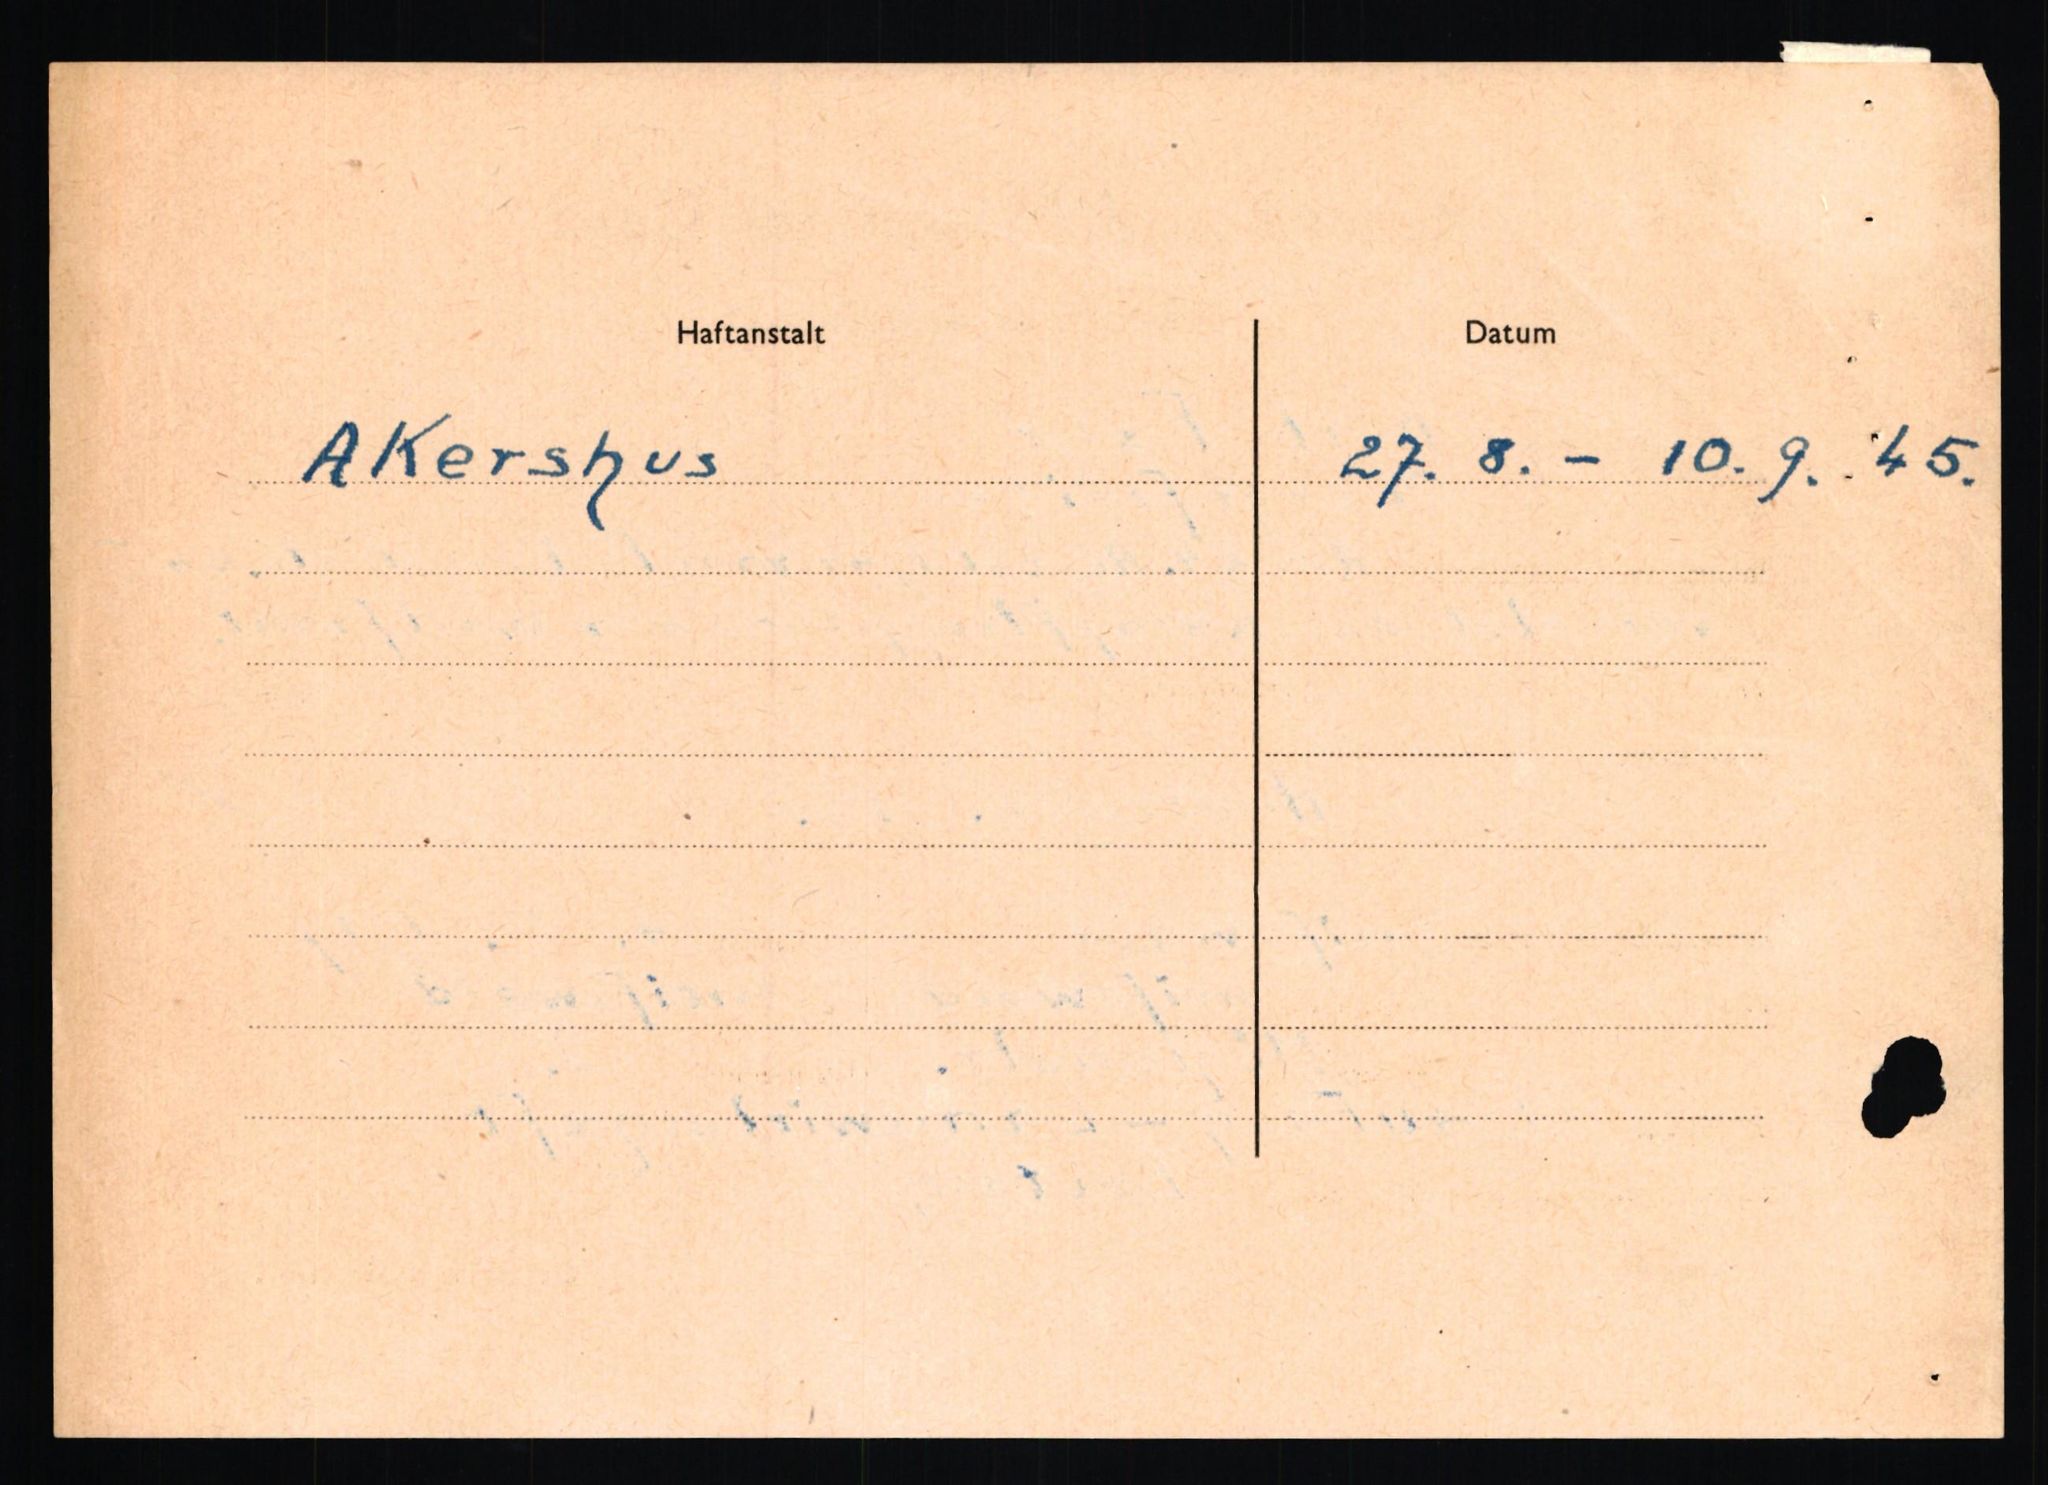 Haftanstalt Datum
Akershus 27. 8. - 10. 9. 45.